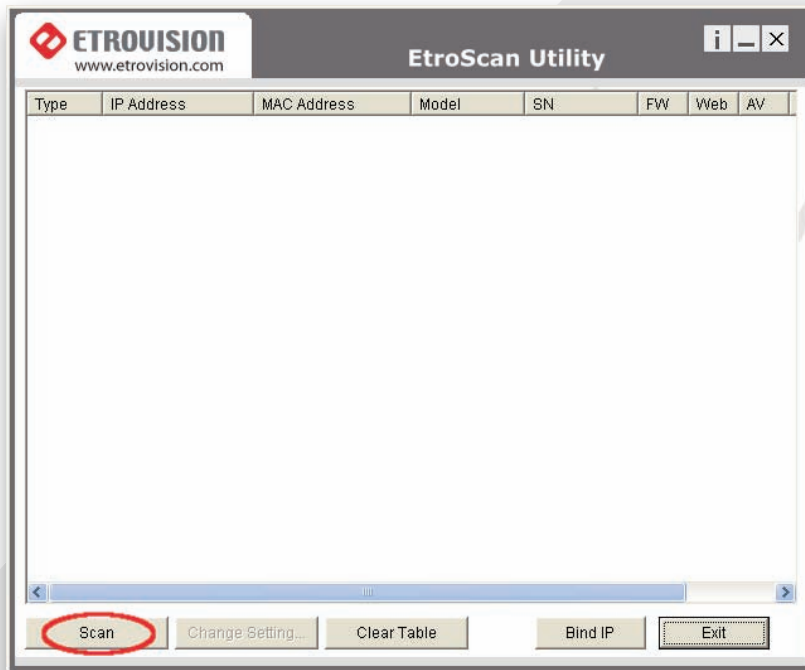 ETROVISION
www.etrovision.com
EtroScan Utility
Type IP Address MAC Address Model SN FW Web AV
Scan Change Setting... Clear Table Bind IP Exit